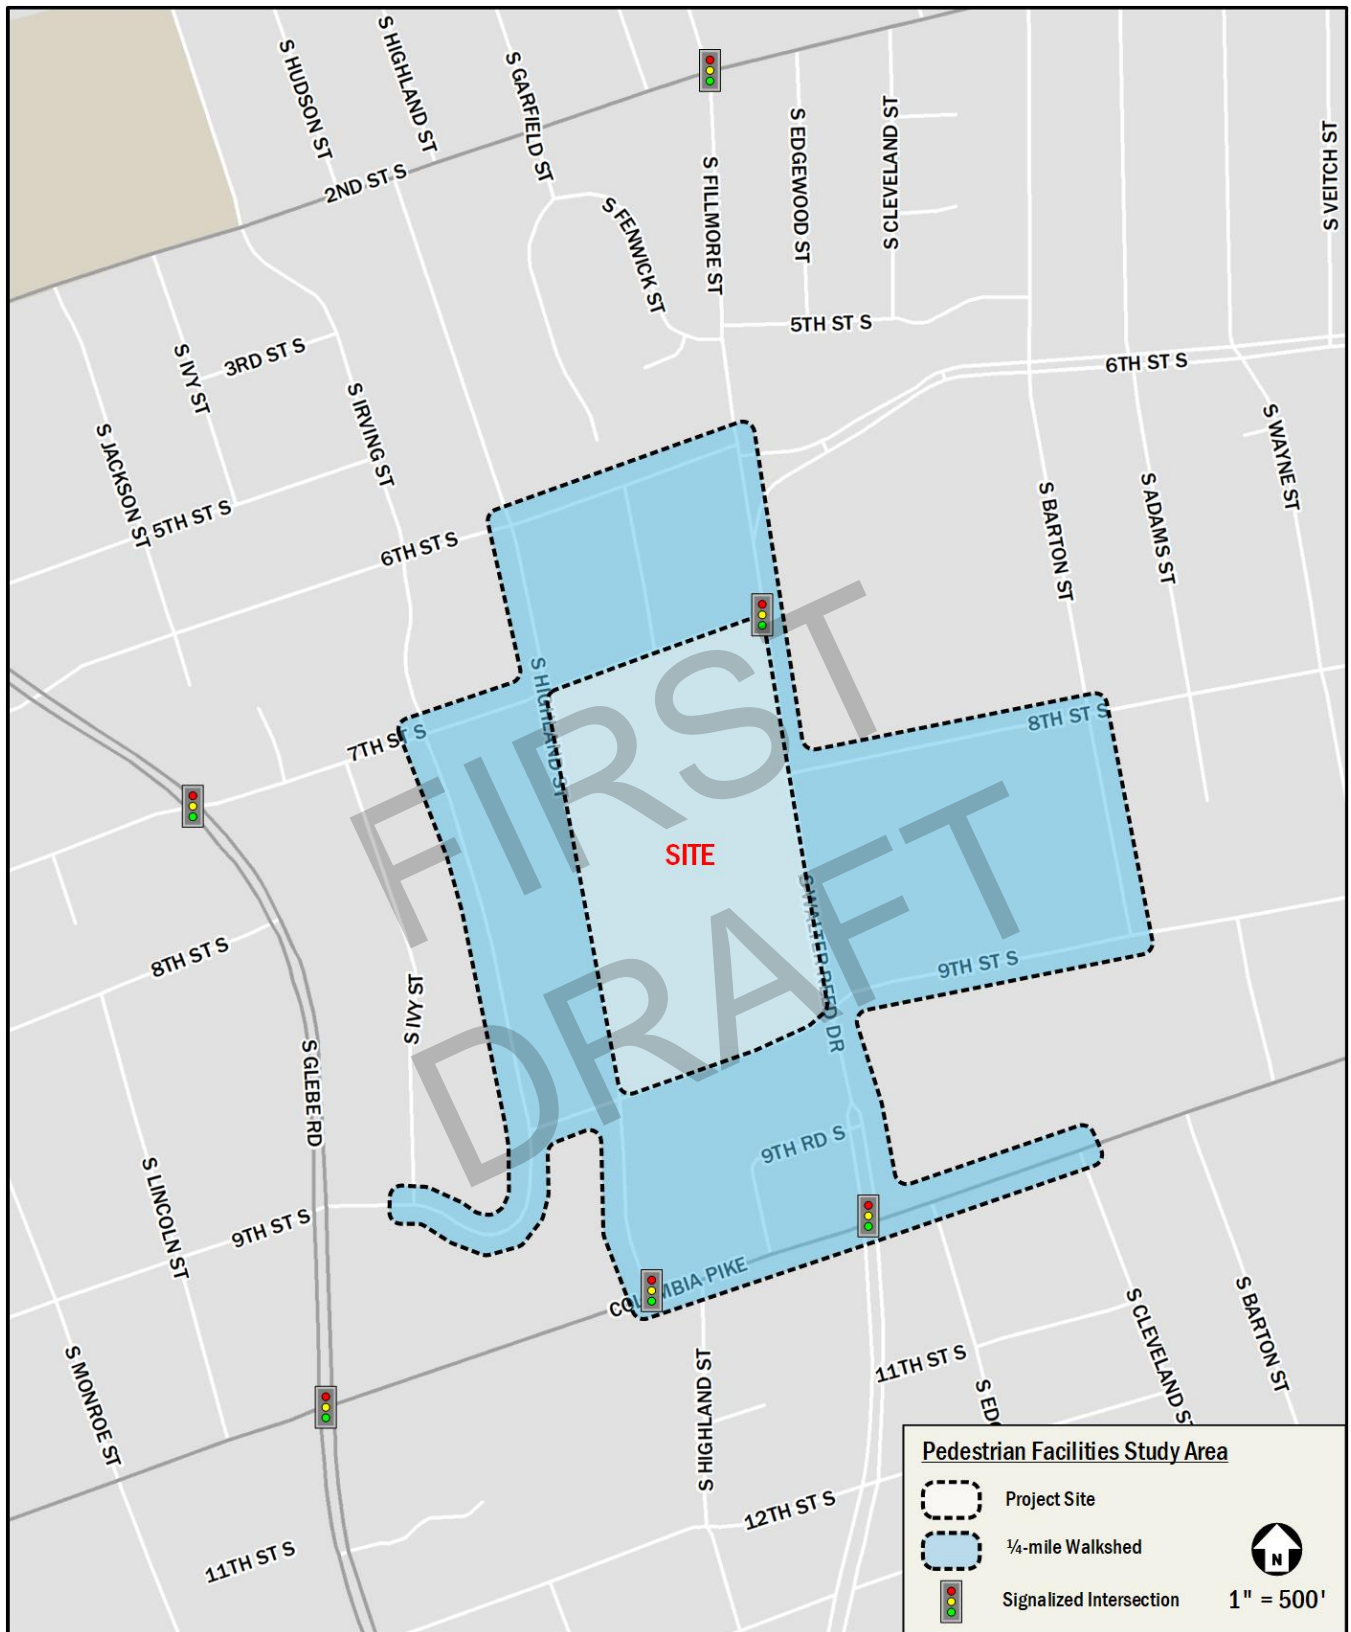 S HUDSON ST
S HIGHLAND ST
S GARFIELD ST
2ND ST S
S FENWICK ST
S FILLMORE ST
S EDGEWOOD ST
S CLEVELAND ST
S VEITCH ST
5TH ST S
3RD ST S
S IVY ST
S IRVING ST
S JACKSON ST
5TH ST S
6TH ST S
6TH ST S
S BARTON ST
S ADAMS ST
S WAYNE ST
S HIGHLAND ST
7TH ST S
8TH ST S
FIRST
DRAFT
SITE
S WALTER REED DR
9TH ST S
8TH ST S
S IVY ST
S GLEBE RD
9TH RD S
S LINCOLN ST
9TH ST S
COLUMBIA PIKE
S MONROE ST
S HIGHLAND ST
11TH ST S
S CLEVELAND ST
S BARTON ST
12TH ST S
11TH ST S
Pedestrian Facilities Study Area
Project Site
¼-mile Walkshed
Signalized Intersection
N
1" = 500'